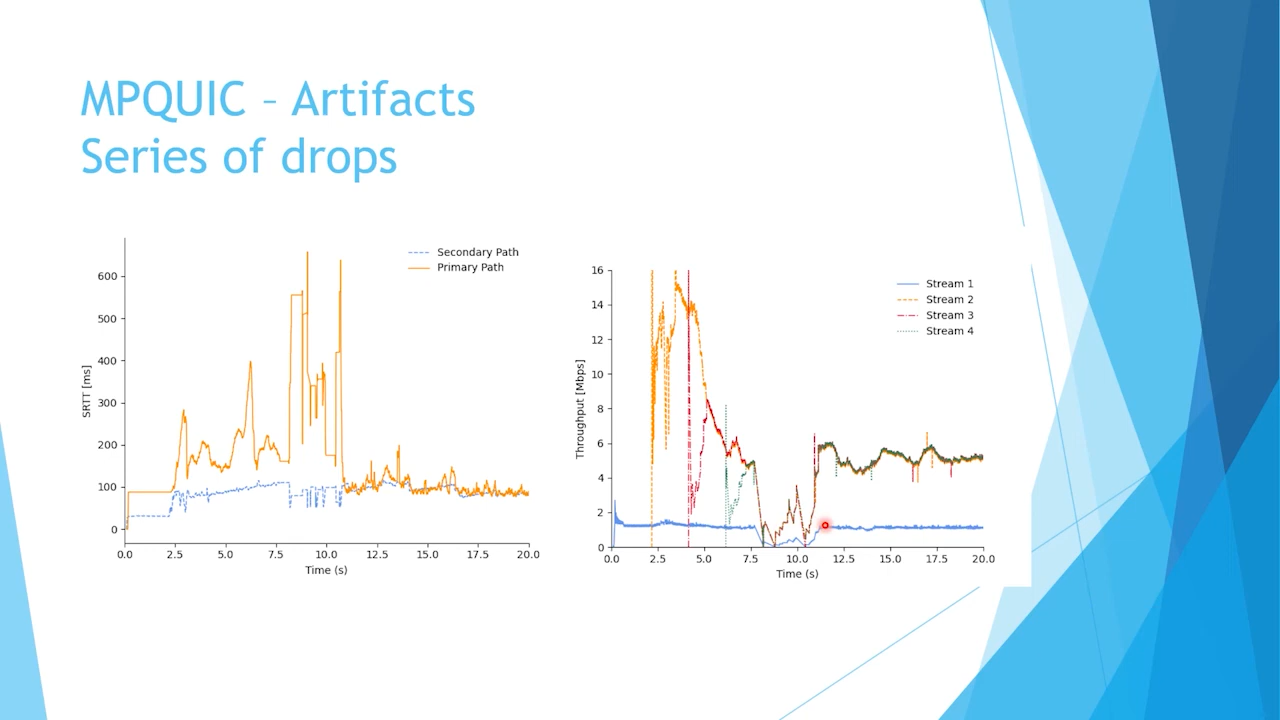 MPQUIC – Artifacts
Series of drops
Secondary Path
Primary Path
600
500
400
300
200
100
0
SRTT [ms]
0.0 2.5 5.0 7.5 10.0 12.5 15.0 17.5 20.0
Time (s)
Stream 1
Stream 2
Stream 3
Stream 4
16
14
12
10
8
6
4
2
0
Throughput [Mbps]
0.0 2.5 5.0 7.5 10.0 12.5 15.0 17.5 20.0
Time (s)